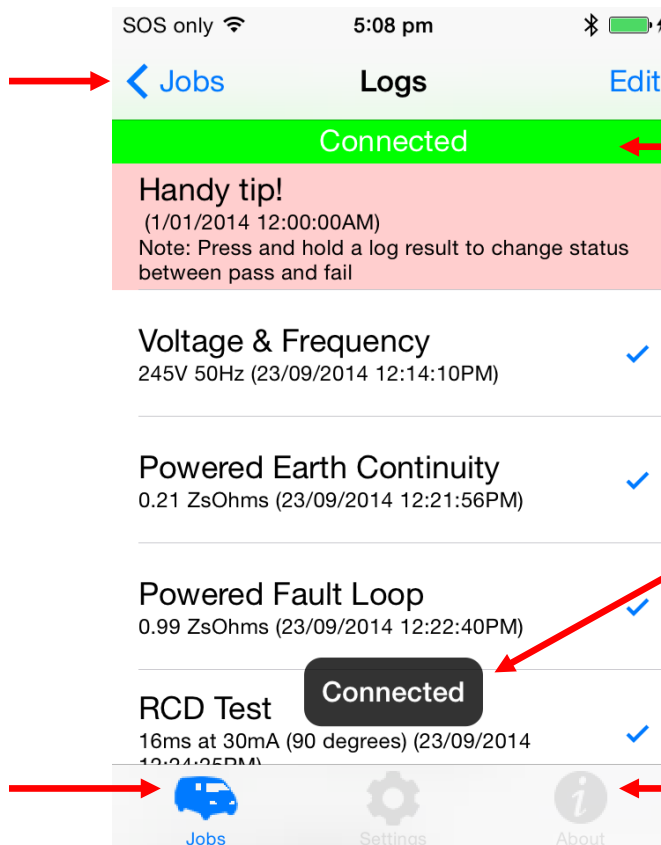 SOS only 5:08 pm
Jobs Logs Edit
Connected
Handy tip!
(1/01/2014 12:00:00AM)
Note: Press and hold a log result to change status
between pass and fail
Voltage & Frequency
245V 50Hz (23/09/2014 12:14:10PM)
Powered Earth Continuity
0.21 ZsOhms (23/09/2014 12:21:56PM)
Powered Fault Loop
0.99 ZsOhms (23/09/2014 12:22:40PM)
Connected
RCD Test
16ms at 30mA (90 degrees) (23/09/2014
12:24:25PM)
Jobs Settings About